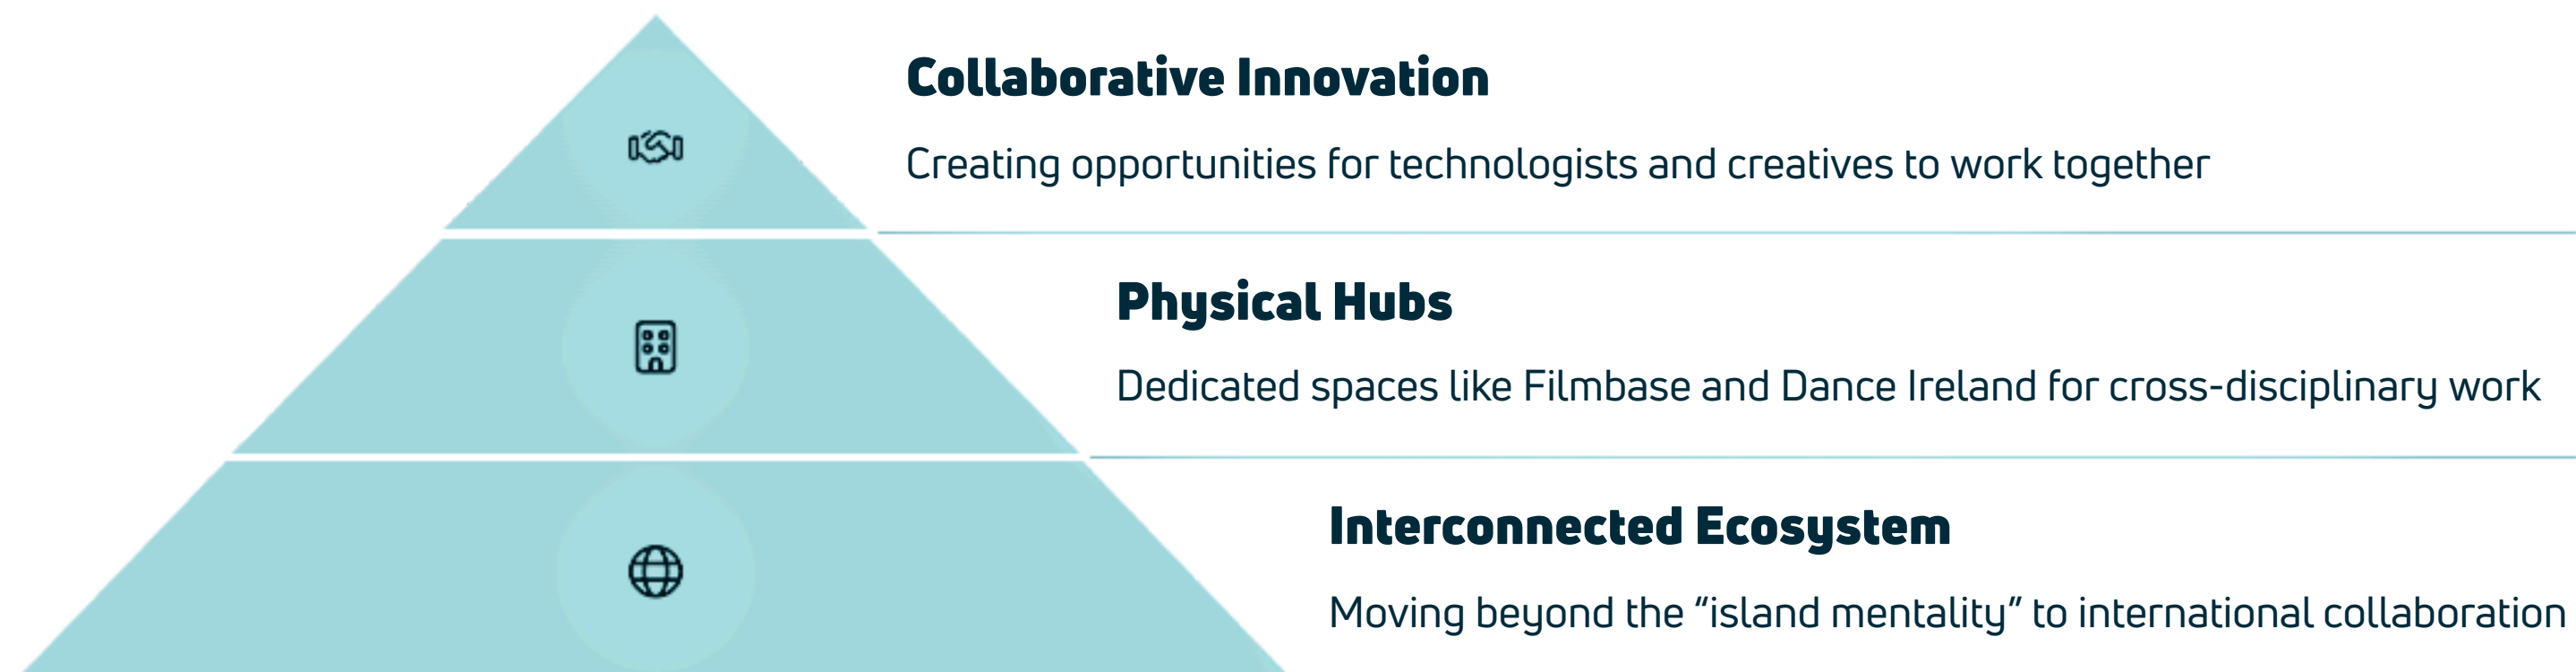 Collaborative Innovation
Creating opportunities for technologists and creatives to work together
Physical Hubs
Dedicated spaces like Filmbase and Dance Ireland for cross-disciplinary work
Interconnected Ecosystem
Moving beyond the “island mentality” to international collaboration